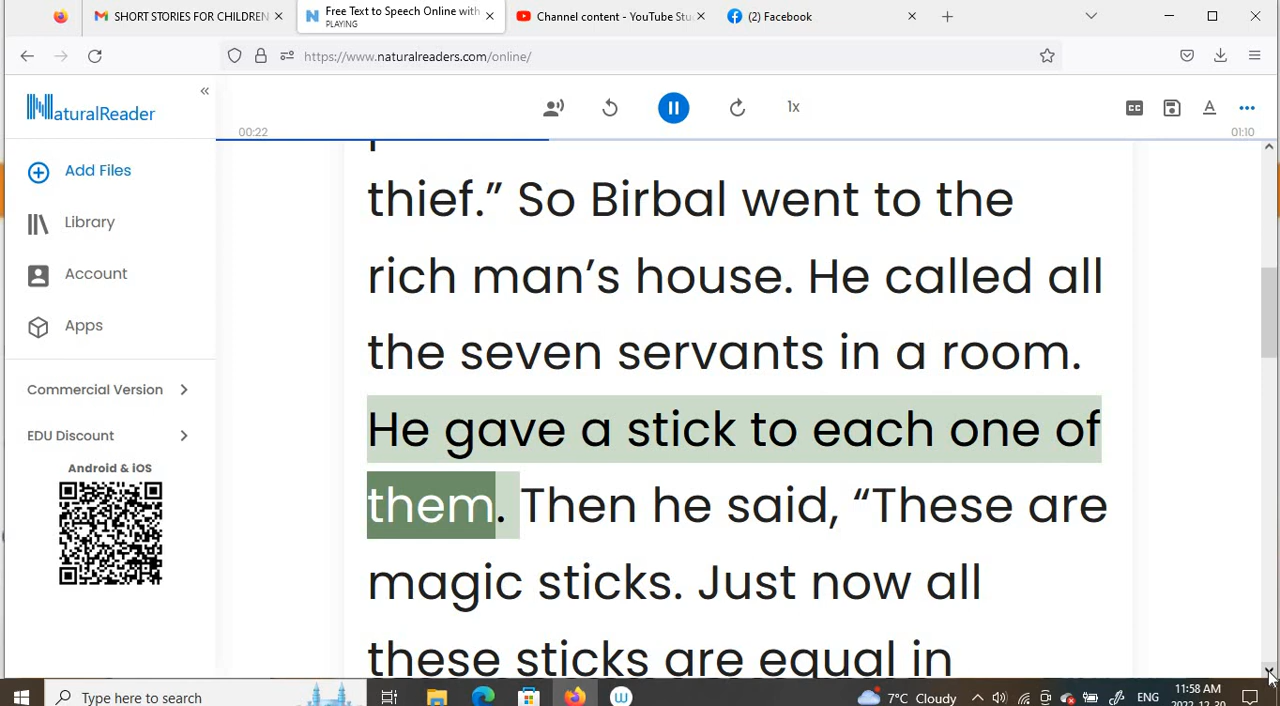 SHORT STORIES FOR CHILDREN
Free Text to Speech Online with
PLAYING
Channel content - YouTube Stu
(2) Facebook
https://www.naturalreaders.com/online/
NaturalReader
«
1x
CC
A
00:22
01:10
Add Files
Library
Account
Apps
Commercial Version
EDU Discount
Android & iOS
thief.” So Birbal went to the
rich man’s house. He called all
the seven servants in a room.
He gave a stick to each one of
them. Then he said, “These are
magic sticks. Just now all
these sticks are equal in
Type here to search
7°C Cloudy
ENG
11:58 AM
2022-12-30